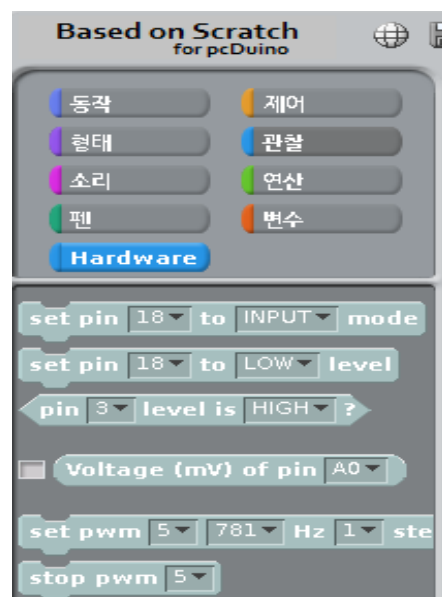 Based on Scratch
for pcDuino
동작 제어
형태 관찰
소리 연산
펜 변수
Hardware
set pin 18 to INPUT mode
set pin 18 to LOW level
pin 3 level is HIGH ?
Voltage (mV) of pin A0
set pwm 5 781 Hz 1 ste
stop pwm 5